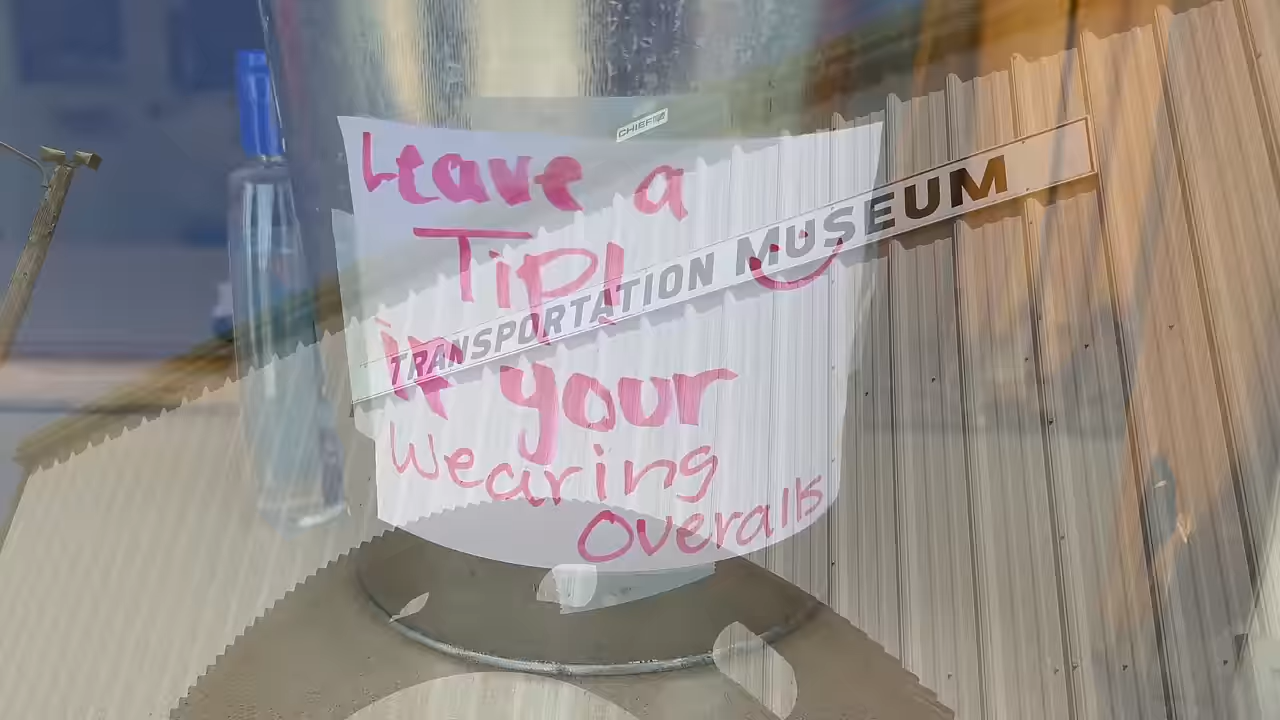 CHIEF
Leave a
Tip!
if your
Wearing
Overalls
TRANSPORTATION MUSEUM